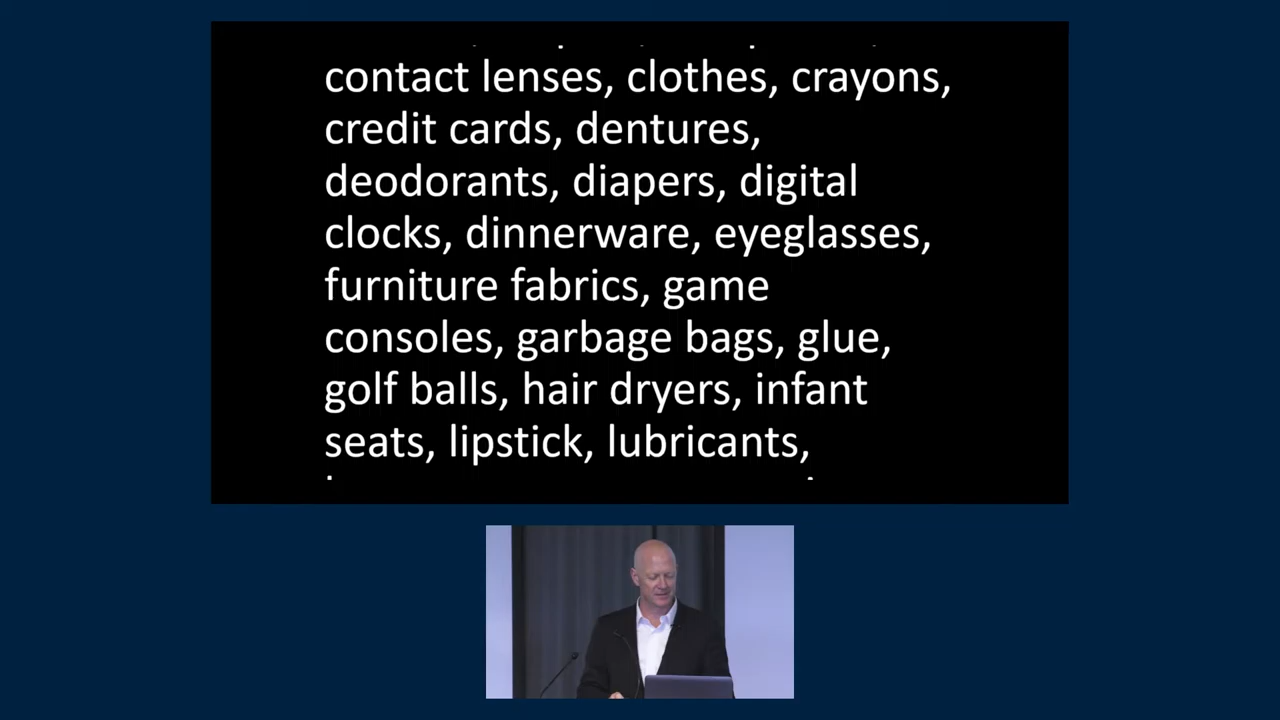 contact lenses, clothes, crayons,
credit cards, dentures,
deodorants, diapers, digital
clocks, dinnerware, eyeglasses,
furniture fabrics, game
consoles, garbage bags, glue,
golf balls, hair dryers, infant
seats, lipstick, lubricants,